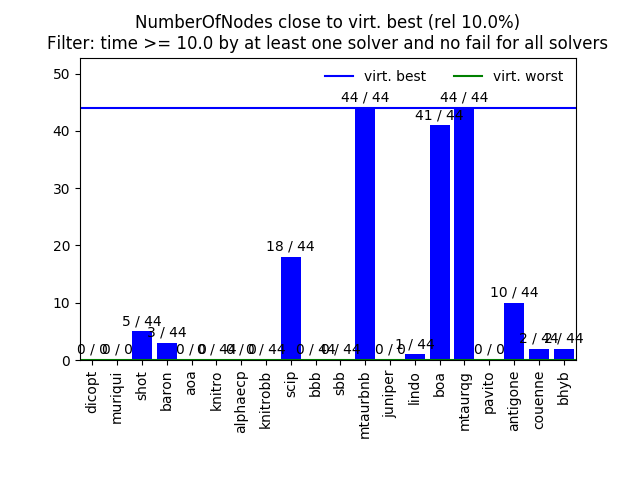 NumberOfNodes close to virt. best (rel 10.0%)
Filter: time >= 10.0 by at least one solver and no fail for all solvers
virt. best
virt. worst
50
40
30
20
10
0
0 / 0
0 / 0
5 / 44
3 / 44
0 / 0
0 / 44
0 / 0
0 / 44
18 / 44
0 / 0
0 / 44
44 / 44
0 / 0
1 / 44
41 / 44
44 / 44
0 / 0
10 / 44
2 / 44
2 / 44
dicopt
muriqui
shot
baron
aoa
knitro
alphaecp
knitrobb
scip
bbb
sbb
mtaurbnb
juniper
lindo
boa
mtaurqg
pavito
antigone
couenne
bhyb